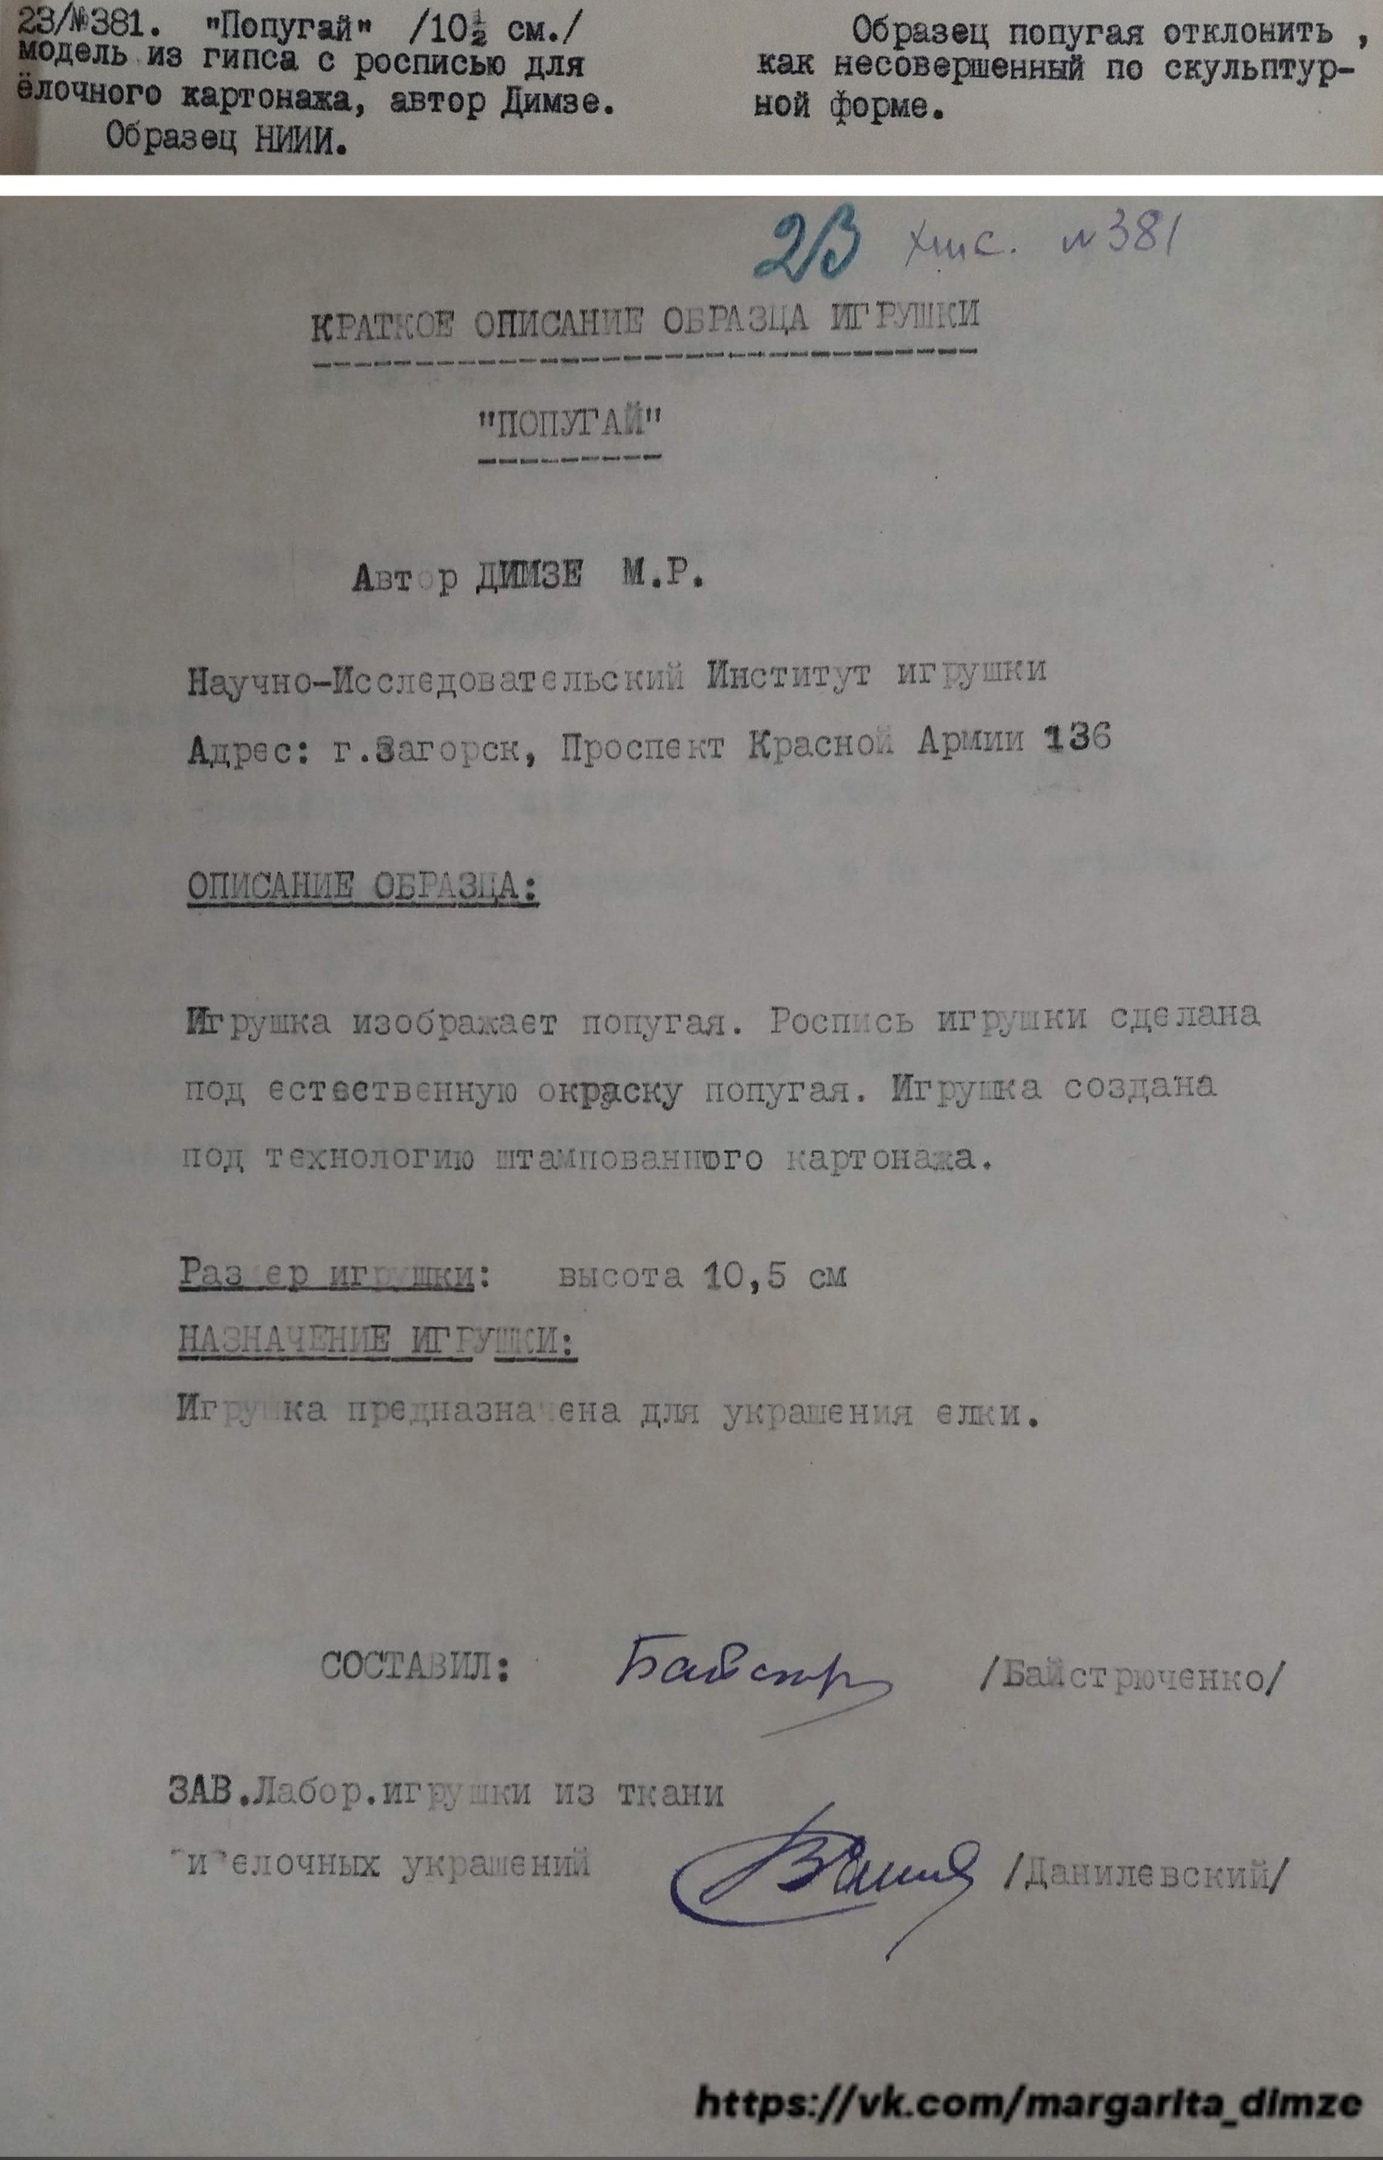 23/№381. "Попугай" /10½ см./
модель из гипса с росписью для
ёлочного картонажа, автор Димзе.
Образец НИИИ.
Образец попугая отклонить ,
как несовершенный по скульптур-
ной форме.
23 хтс. №381
КРАТКОЕ ОПИСАНИЕ ОБРАЗЦА ИГРУШКИ
"ПОПУГАЙ"
Автор ДИМЗЕ М.Р.
Научно-Исследовательский Институт игрушки
Адрес: г.Загорск, Проспект Красной Армии 136
ОПИСАНИЕ ОБРАЗЦА:
Игрушка изображает попугая. Роспись игрушки сделана
под естественную окраску попугая. Игрушка создана
под технологию штампованного картонажа.
Размер игрушки: высота 10,5 см
НАЗНАЧЕНИЕ ИГРУШКИ:
Игрушка предназначена для украшения елки.
СОСТАВИЛ: Байстр /Байстрюченко/
ЗАВ.Лабор.игрушки из ткани
и елочных украшений /Данилевский/
https://vk.com/margarita_dimze